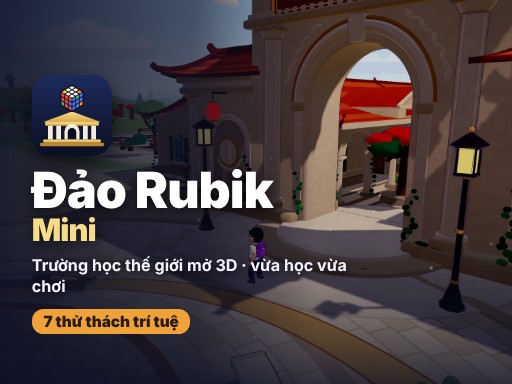 Đảo Rubik
Mini
Trường học thế giới mở 3D · vừa học vừa
chơi
7 thử thách trí tuệ